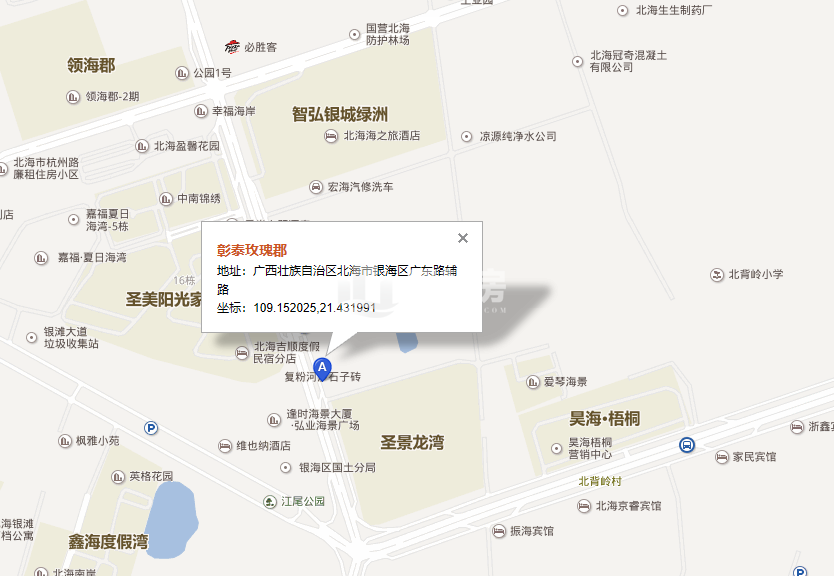 北海生生制药厂
国营北海
防护林场
必胜客
北海冠奇混凝土
有限公司
领海郡
公园1号
领海郡-2期
幸福海岸
智弘银城绿洲
北海海之旅酒店
凉源纯净水公司
北海盈馨花园
北海市杭州路
廉租住房小区
宏海汽修洗车
中南锦绣
嘉福夏日
海湾-5栋
嘉福·夏日海湾
彰泰玫瑰郡
地址：广西壮族自治区北海市银海区广东路辅
路
坐标：109.152025,21.431991
北背岭小学
16栋
圣美阳光家
银滩大道
垃圾收集站
北海吉顺度假
民宿分店
A
复粉河
石子砖
爱琴海景
逢时海景大厦
·弘业海景广场
昊海·梧桐
圣景龙湾
枫雅小苑
P
维也纳酒店
昊海梧桐
营销中心
家民宾馆
银海区国土分局
英格花园
北背岭村
江尾公园
北海京睿宾馆
振海宾馆
海银滩
档公寓
鑫海度假湾
北海南岸
P